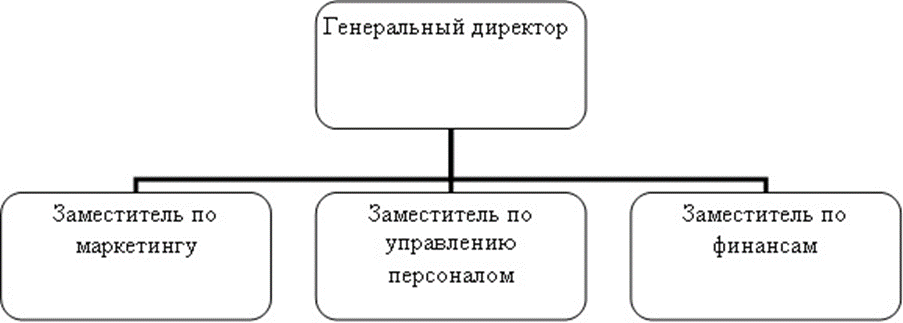 Генеральный директор
Заместитель по
маркетингу
Заместитель по
управлению
персоналом
Заместитель по
финансам